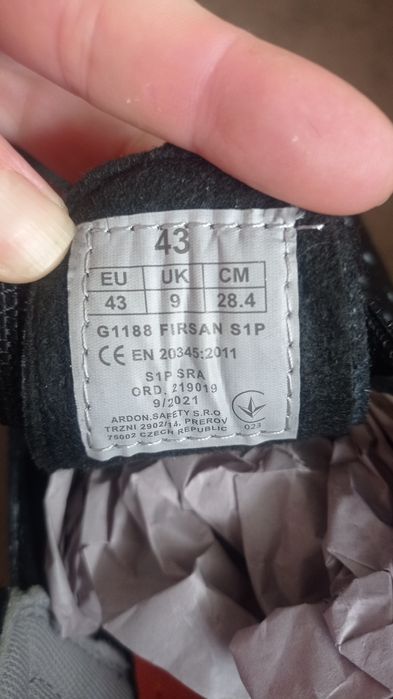 43
EU UK CM
43 9 28.4
G1188 FIRSAN S1P
CE EN 20345:2011
S1P SRA
ORD. 219019
9/2021
ARDON.SAFETY S.R.O
TRZNI 2902/14. PREROV
75002 CZECH REPUBLIC
023